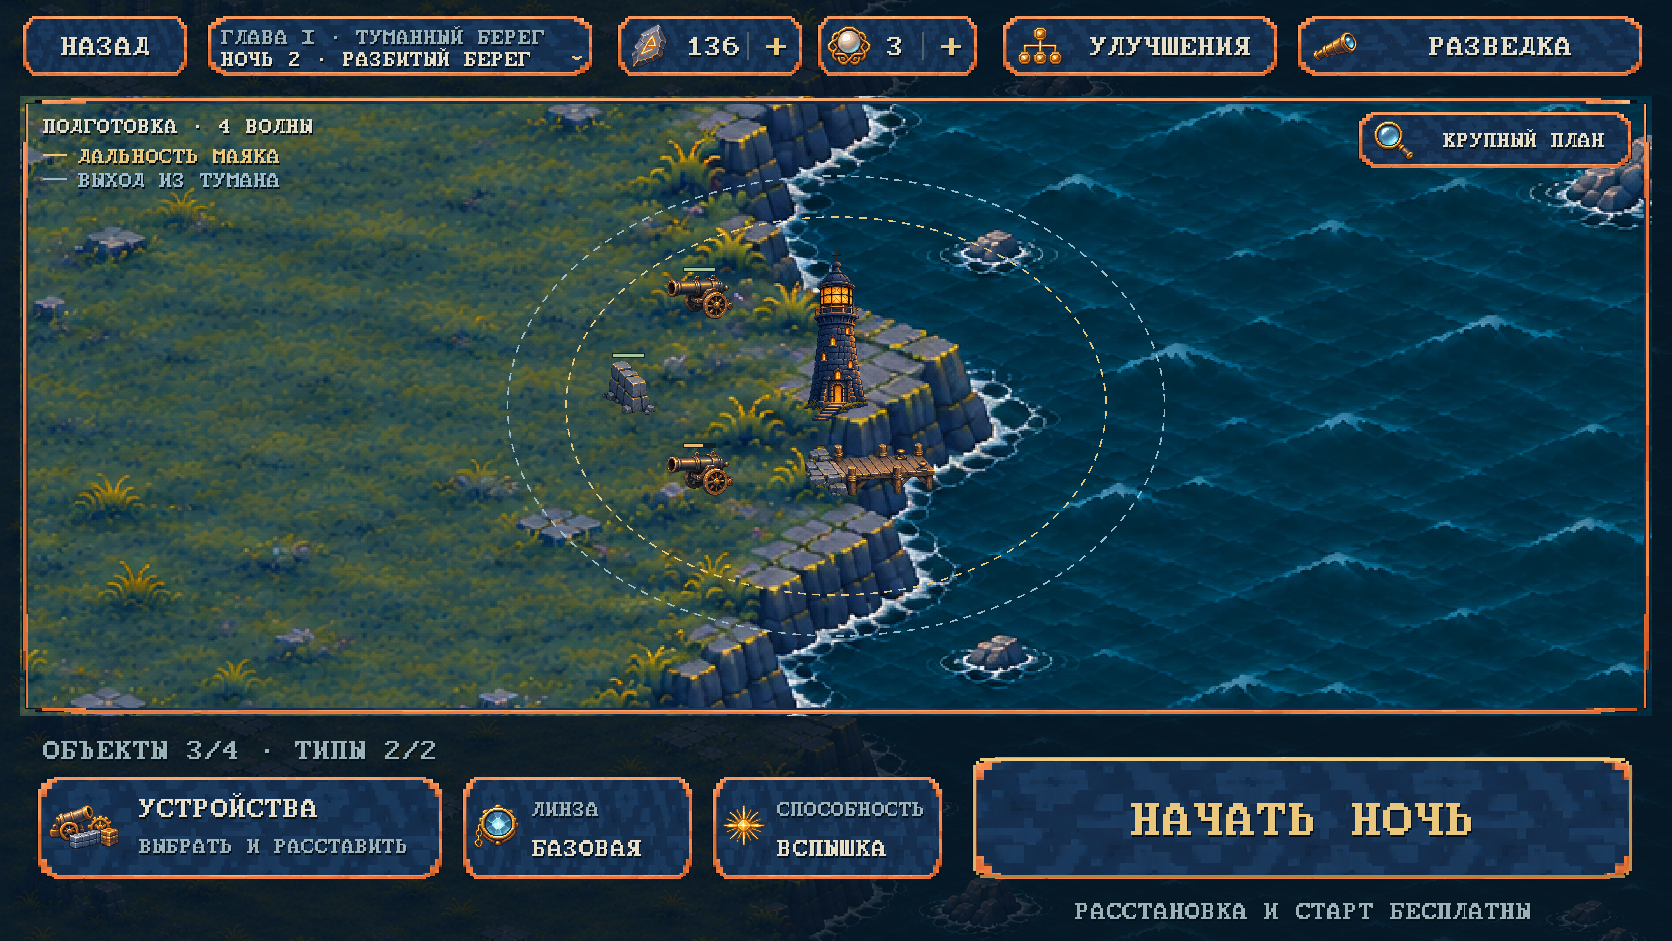 НАЗАД
ГЛАВА I · ТУМАННЫЙ БЕРЕГ
НОЧЬ 2 · РАЗБИТЫЙ БЕРЕГ
136 +
3 +
УЛУЧШЕНИЯ
РАЗВЕДКА
ПОДГОТОВКА · 4 ВОЛНЫ
ДАЛЬНОСТЬ МАЯКА
ВЫХОД ИЗ ТУМАНА
КРУПНЫЙ ПЛАН
ОБЪЕКТЫ 3/4 · ТИПЫ 2/2
УСТРОЙСТВА
ВЫБРАТЬ И РАССТАВИТЬ
ЛИНЗА
БАЗОВАЯ
СПОСОБНОСТЬ
ВСПЫШКА
НАЧАТЬ НОЧЬ
РАССТАНОВКА И СТАРТ БЕСПЛАТНЫ